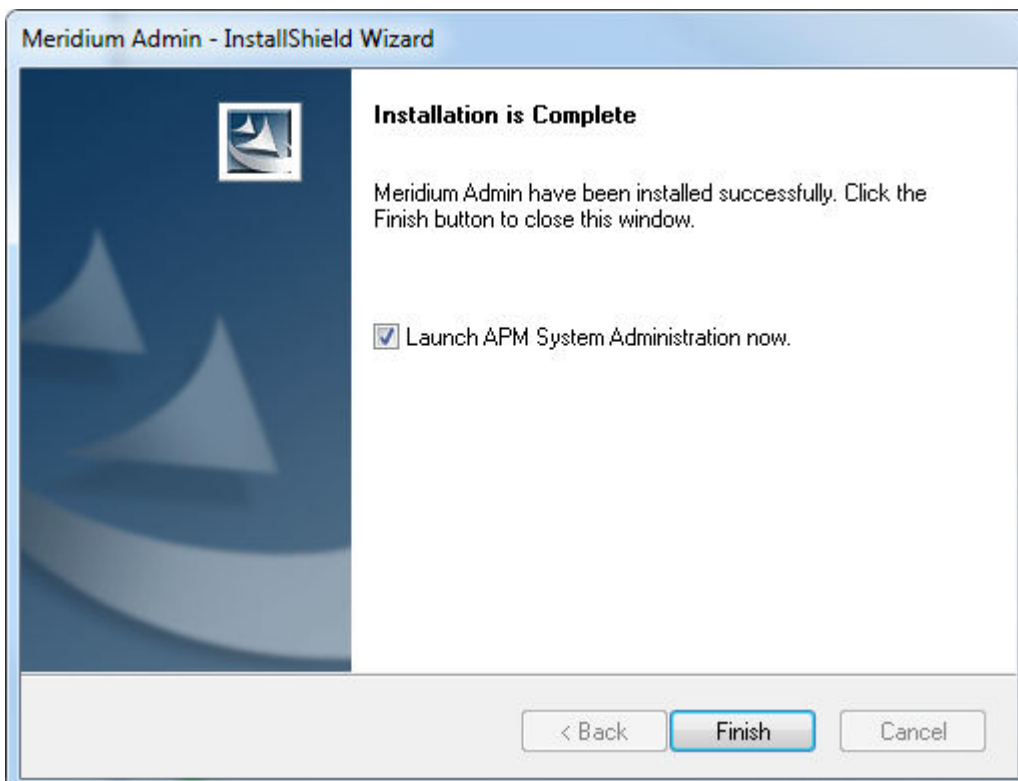 Meridium Admin - InstallShield Wizard
Installation is Complete
Meridium Admin have been installed successfully. Click the
Finish button to close this window.
Launch APM System Administration now.
< Back
Finish
Cancel